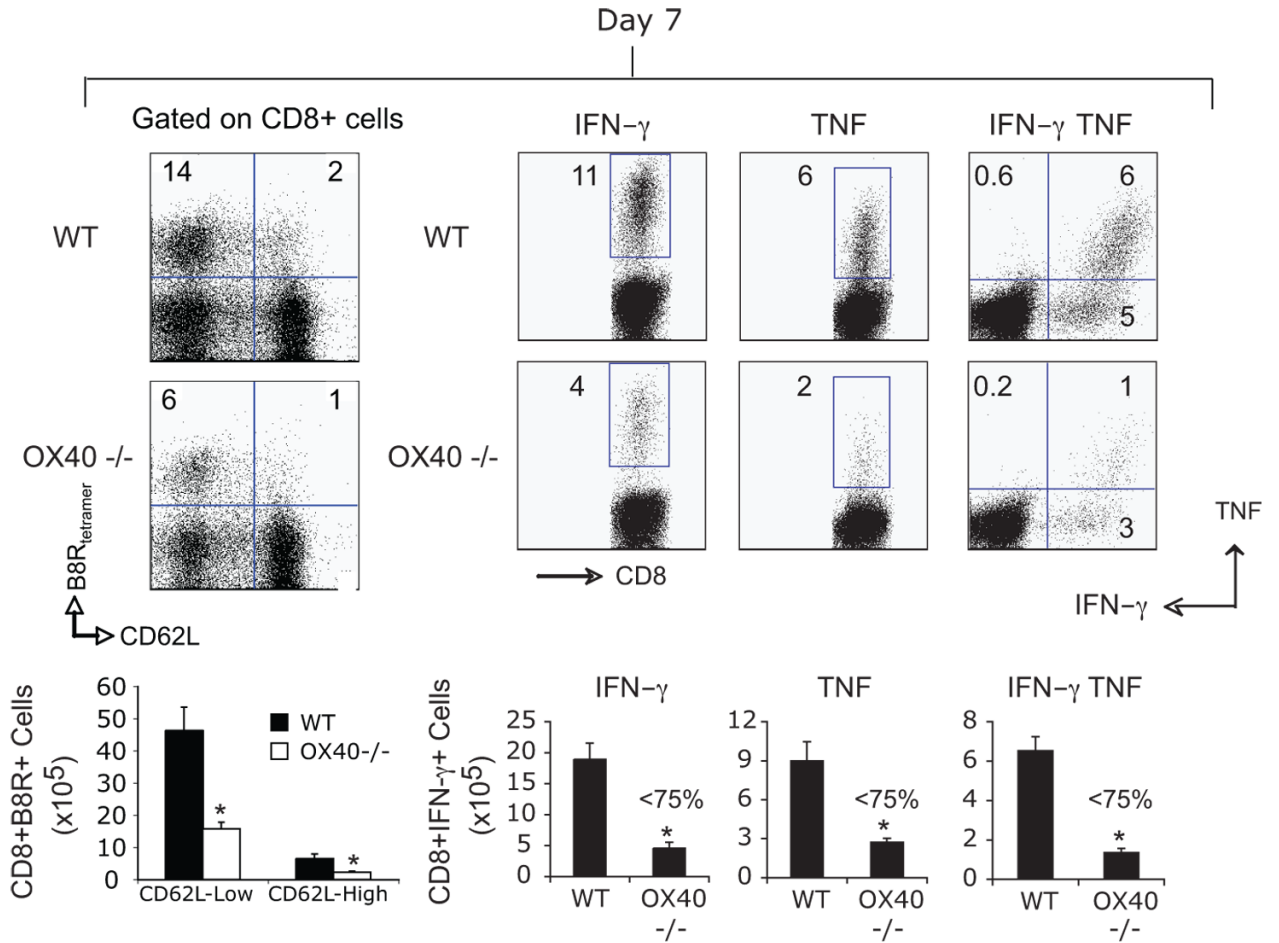 Day 7
Gated on CD8+ cells
IFN–γ
TNF
IFN–γ TNF
WT
14
2
WT
11
6
0.6
6
5
OX40 -/-
6
1
OX40 -/-
4
2
0.2
1
3
B8Rtetramer
CD62L
CD8
TNF
IFN–γ
CD8+B8R+ Cells
(x10⁵)
60
50
40
30
20
10
0
WT
OX40-/-
*
*
CD62L-Low
CD62L-High
CD8+IFN-γ+ Cells
(x10⁵)
IFN–γ
25
20
15
10
5
0
<75%
*
WT
OX40
-/-
TNF
12
9
6
3
0
<75%
*
WT
OX40
-/-
IFN–γ TNF
8
6
4
2
0
<75%
*
WT
OX40
-/-